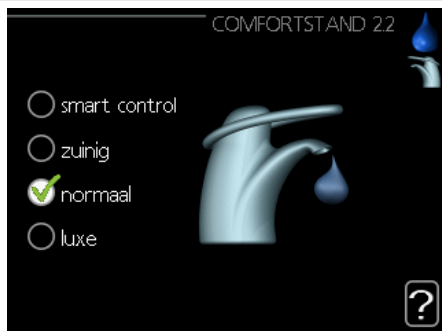 COMFORTSTAND 2.2
smart control
zuinig
normaal
luxe
?